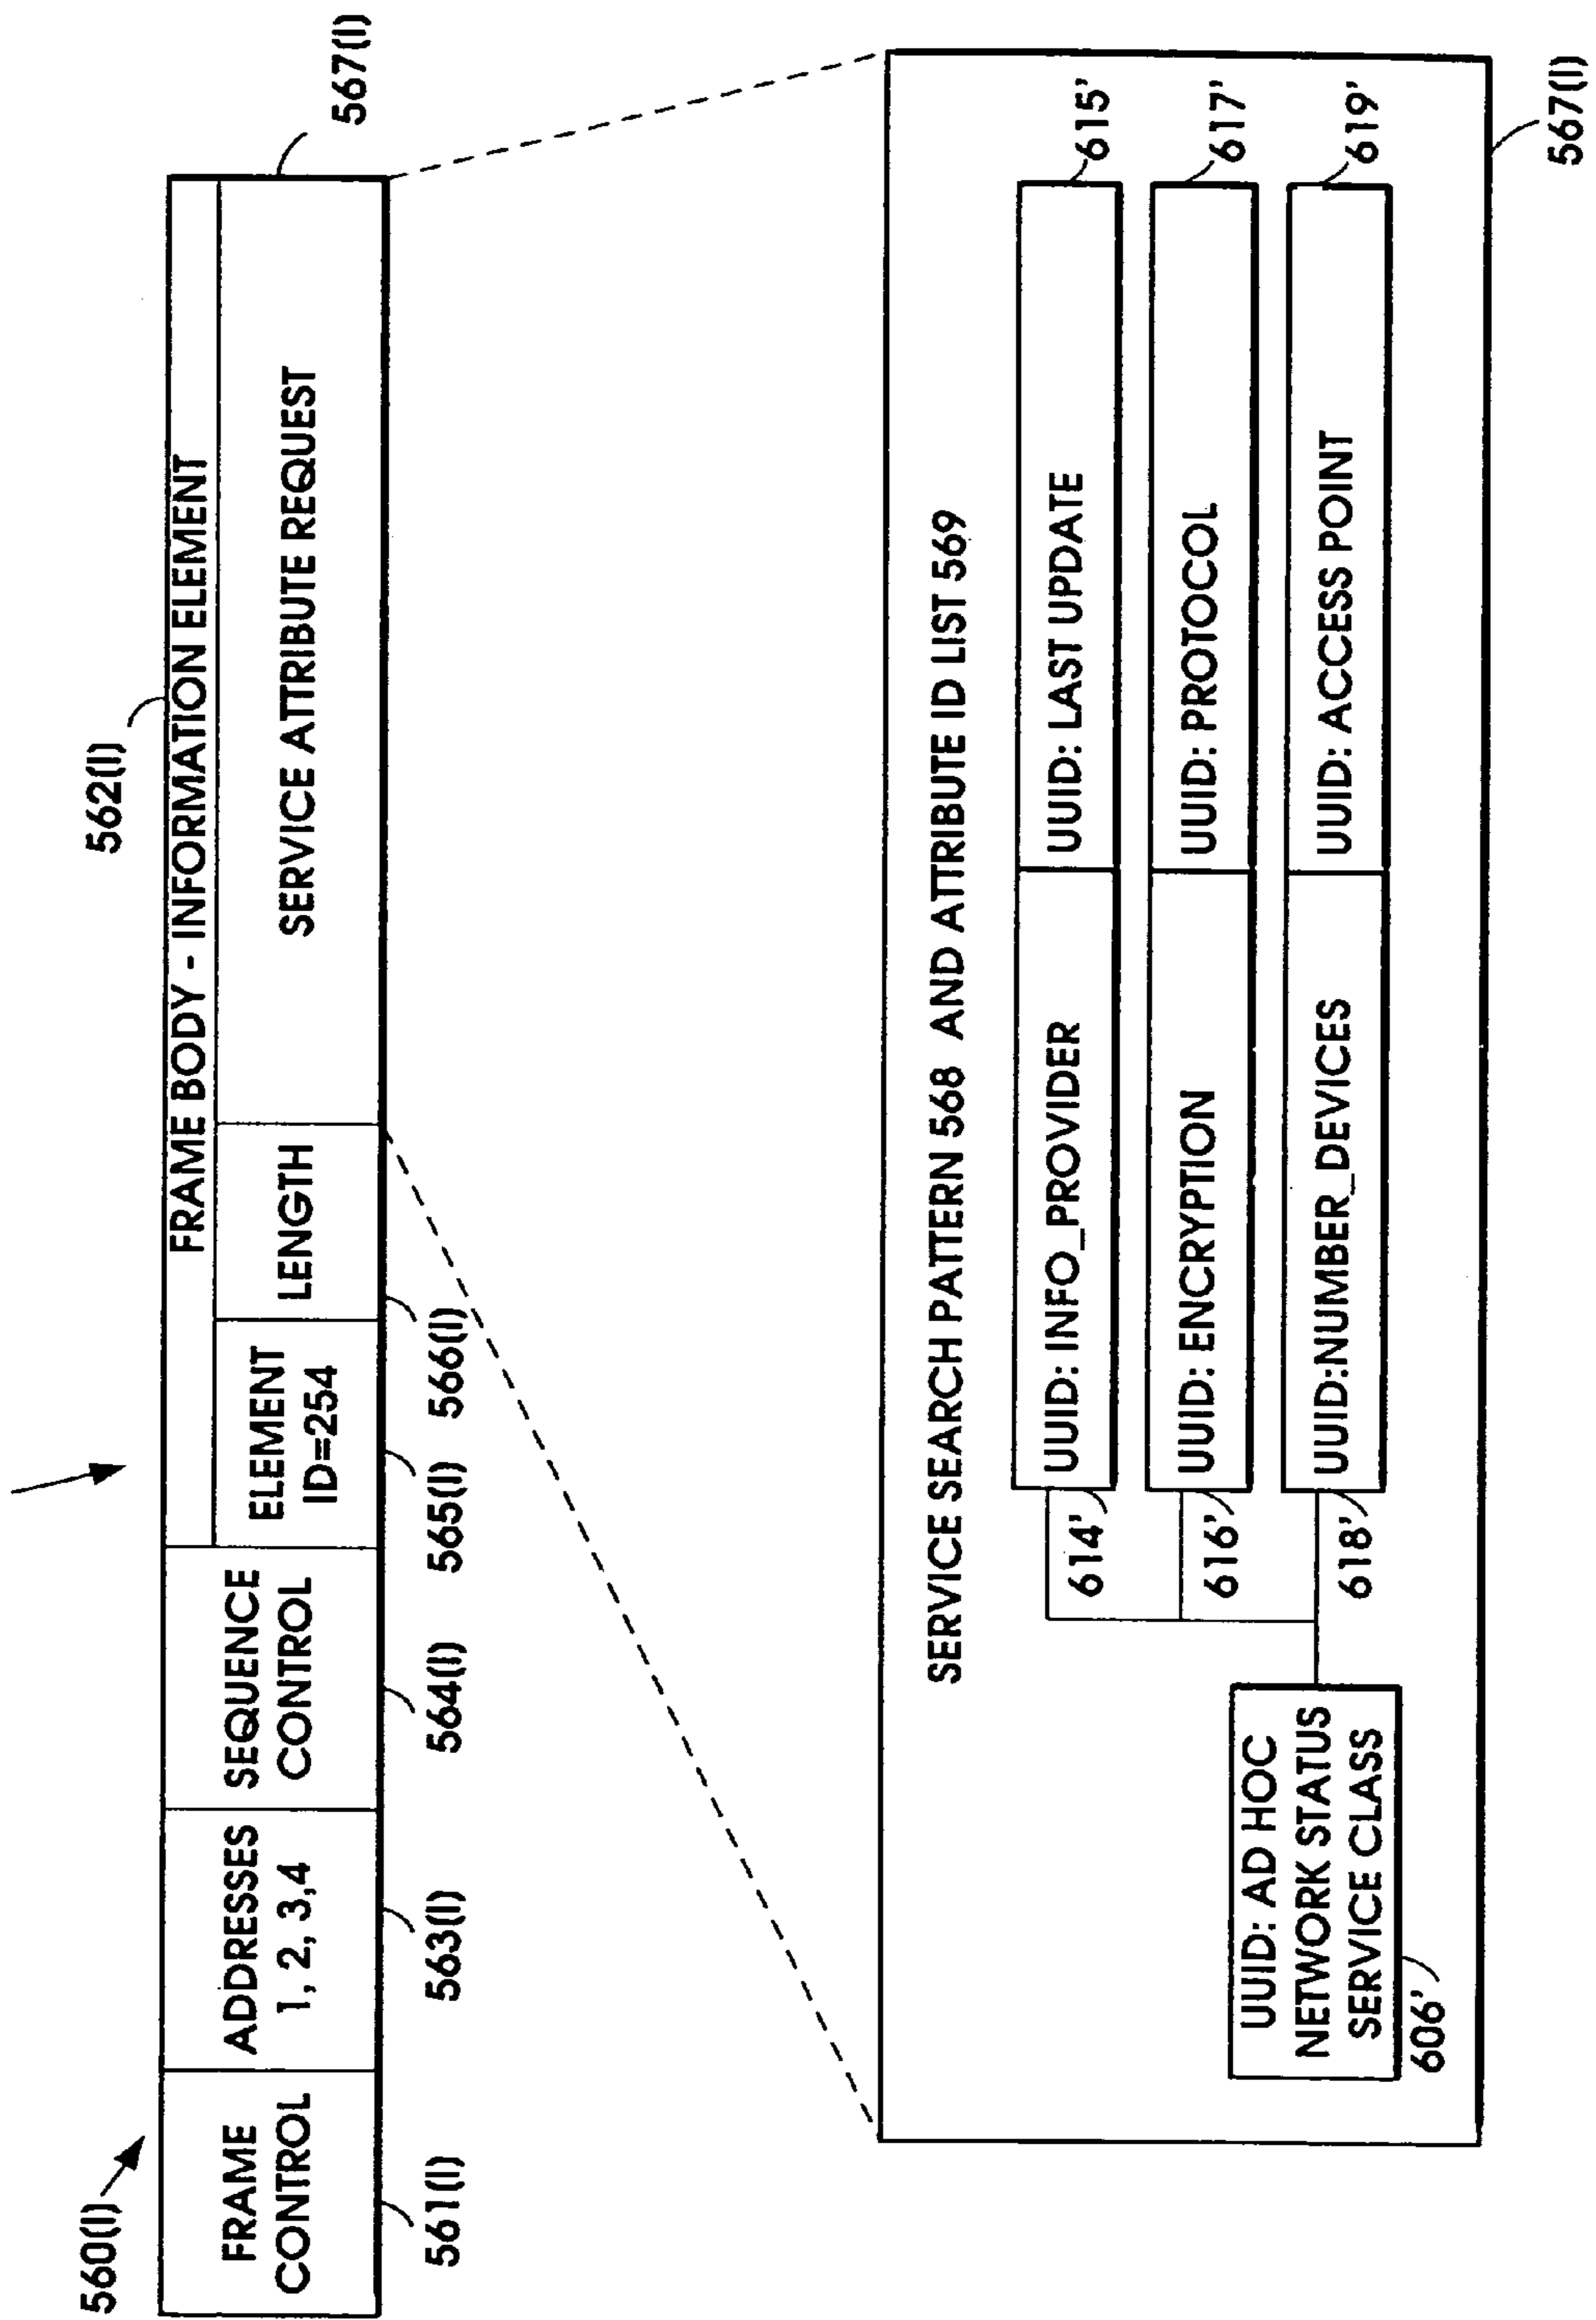 560(I)
562(I)
FRAME BODY - INFORMATION ELEMENT
FRAME
CONTROL
ADDRESSES
1, 2, 3,4
SEQUENCE
CONTROL
ELEMENT
ID=254
LENGTH
SERVICE ATTRIBUTE REQUEST
561(I)
563(I)
564(I)
565(I)
566(I)
567(I)
SERVICE SEARCH PATTERN 568 AND ATTRIBUTE ID LIST 569
UUID: INFO_PROVIDER
UUID: LAST UPDATE
614'
615'
UUID: ENCRYPTION
UUID: PROTOCOL
616'
617'
UUID:NUMBER_DEVICES
UUID: ACCESS POINT
618'
619'
UUID: AD HOC
NETWORK STATUS
SERVICE CLASS
606'
567(I)